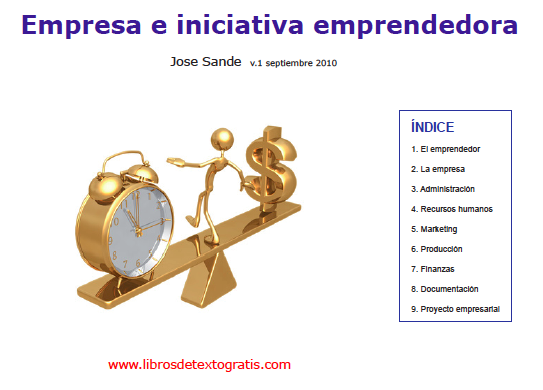 Empresa e iniciativa emprendedora
Jose Sande v.1 septiembre 2010
ÍNDICE
1. El emprendedor
2. La empresa
3. Administración
4. Recursos humanos
5. Marketing
6. Producción
7. Finanzas
8. Documentación
9. Proyecto empresarial
www.librosdetextogratis.com